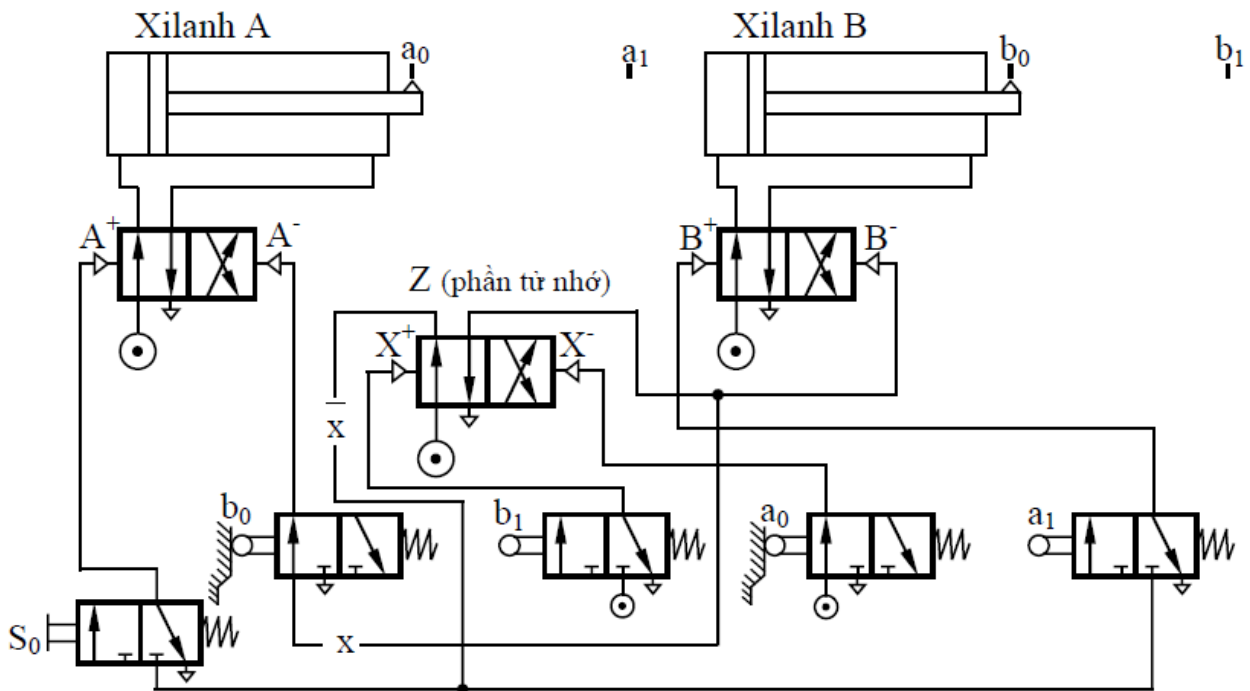 Xilanh A
Xilanh B
a₀
a₁
b₀
b₁
A⁺
A⁻
B⁺
B⁻
Z (phần tử nhớ)
X⁺
X⁻
x̅
b₀
b₁
a₀
a₁
S₀
x